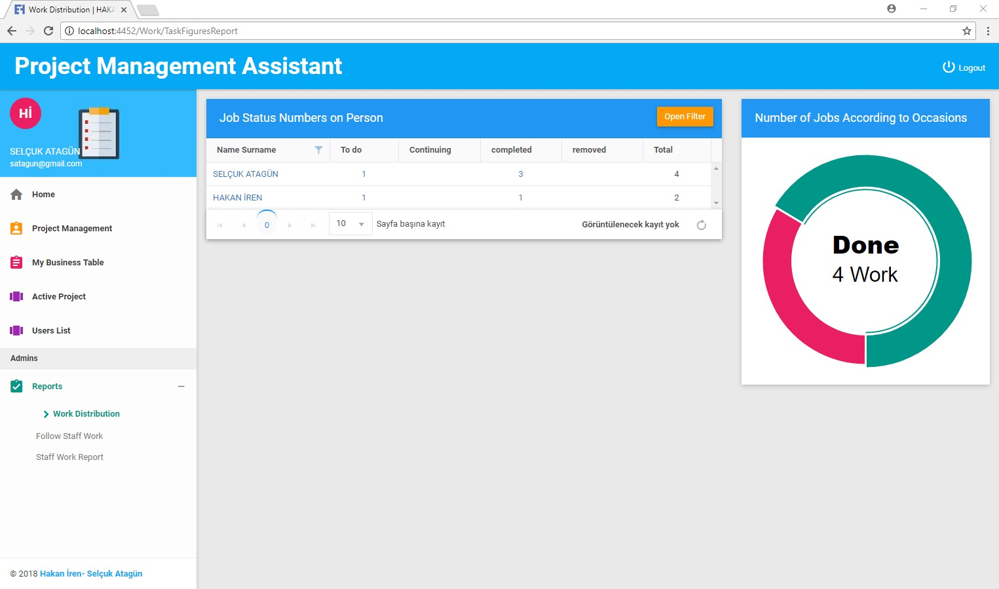 Work Distribution | HAKA
localhost:4452/Work/TaskFiguresReport
Project Management Assistant
Logout
Hİ
SELÇUK ATAGÜN
satagun@gmail.com
Home
Project Management
My Business Table
Active Project
Users List
Admins
Reports
Work Distribution
Follow Staff Work
Staff Work Report
© 2018 Hakan İren- Selçuk Atagün
Job Status Numbers on Person
Open Filter
Name Surname To do Continuing completed removed Total
SELÇUK ATAGÜN 1 3 4
HAKAN İREN 1 1 2
0 10 Sayfa başına kayıt Görüntülenecek kayıt yok
Number of Jobs According to Occasions
Done
4 Work